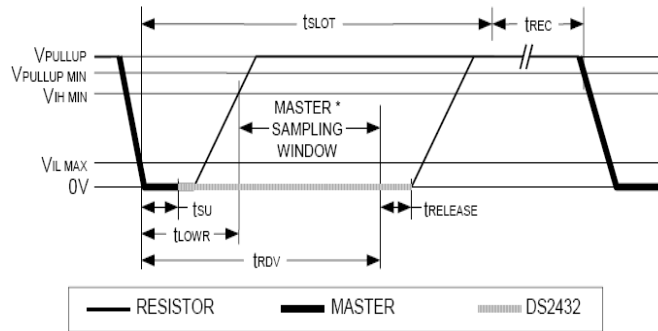 tSLOT
tREC
VPULLUP
VPULLUP MIN
VIH MIN
MASTER *
SAMPLING
WINDOW
VIL MAX
0V
tSU
tRELEASE
tLOWR
tRDV
RESISTOR MASTER DS2432